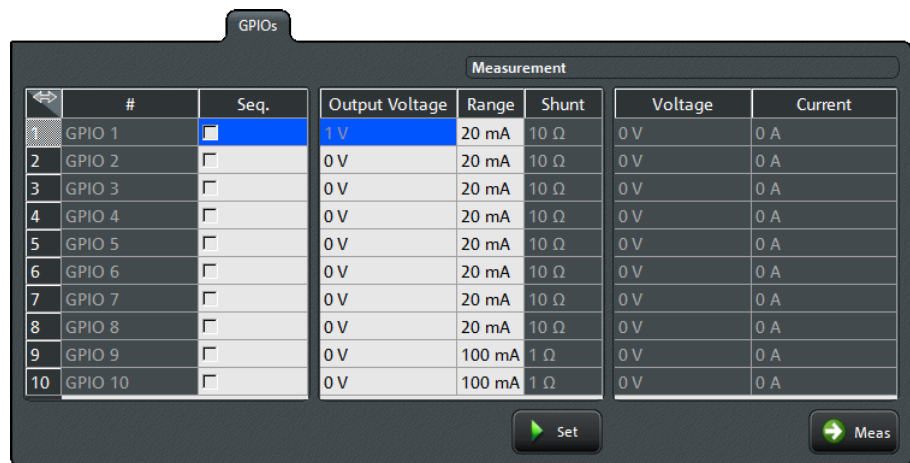 GPIOs
Measurement
# Seq. Output Voltage Range Shunt Voltage Current
1 GPIO 1 1 V 20 mA 10 Ω 0 V 0 A
2 GPIO 2 0 V 20 mA 10 Ω 0 V 0 A
3 GPIO 3 0 V 20 mA 10 Ω 0 V 0 A
4 GPIO 4 0 V 20 mA 10 Ω 0 V 0 A
5 GPIO 5 0 V 20 mA 10 Ω 0 V 0 A
6 GPIO 6 0 V 20 mA 10 Ω 0 V 0 A
7 GPIO 7 0 V 20 mA 10 Ω 0 V 0 A
8 GPIO 8 0 V 20 mA 10 Ω 0 V 0 A
9 GPIO 9 0 V 100 mA 1 Ω 0 V 0 A
10 GPIO 10 0 V 100 mA 1 Ω 0 V 0 A
Set Meas